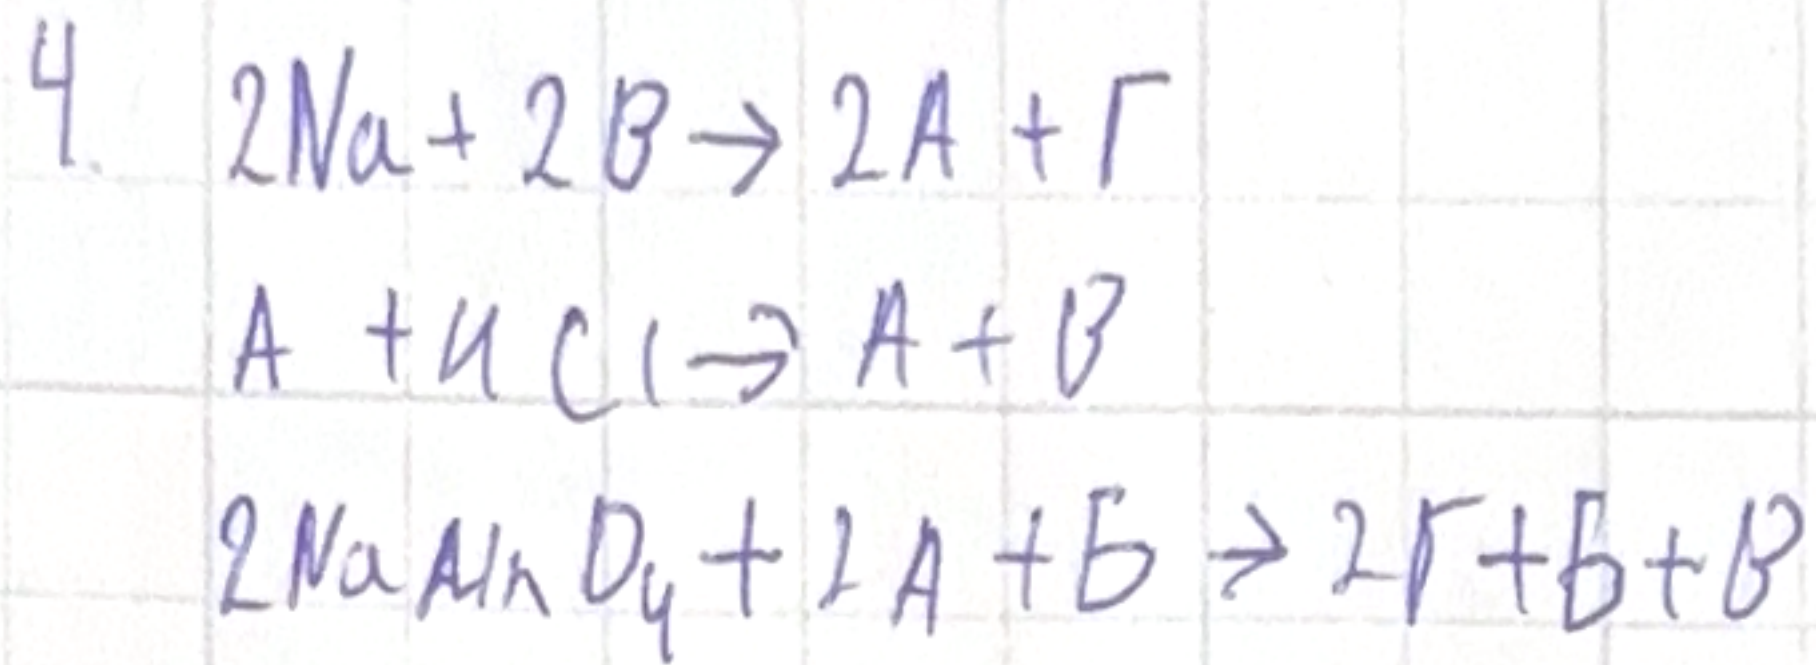 4. 2Na + 2В → 2А + Г
А + HCl → А + В
2NaMnO₄ + 2А + Б → 2Г + Б + В